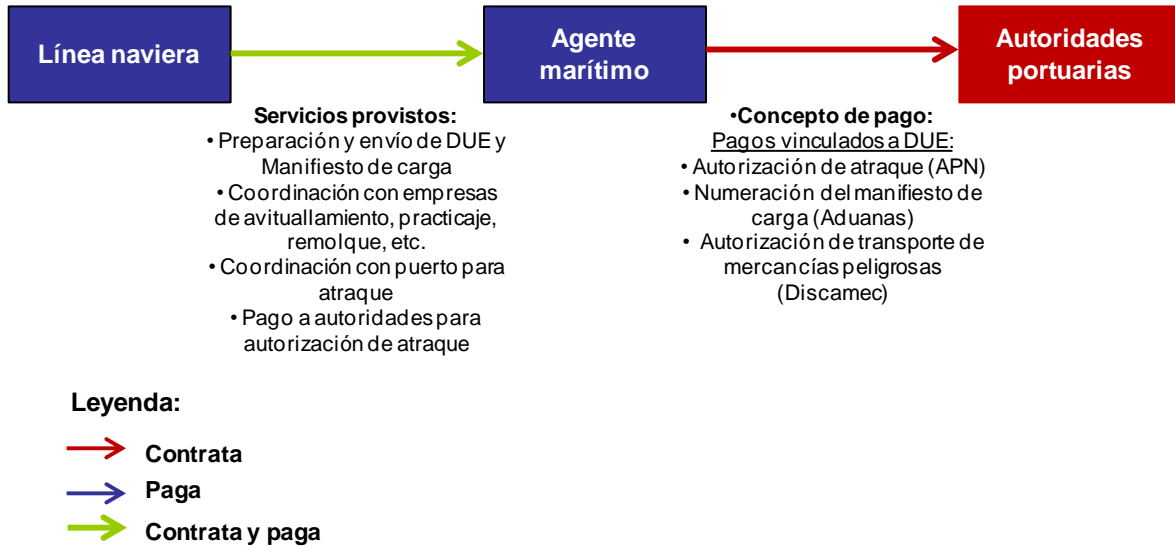 Línea naviera
Agente
marítimo
Autoridades
portuarias
Servicios provistos:
• Preparación y envío de DUE y
Manifiesto de carga
• Coordinación con empresas
de avituallamiento, practicaje,
remolque, etc.
• Coordinación con puerto para
atraque
• Pago a autoridades para
autorización de atraque
•Concepto de pago:
Pagos vinculados a DUE:
• Autorización de atraque (APN)
• Numeración del manifiesto de
carga (Aduanas)
• Autorización de transporte de
mercancías peligrosas
(Discamec)
Leyenda:
Contrata
Paga
Contrata y paga